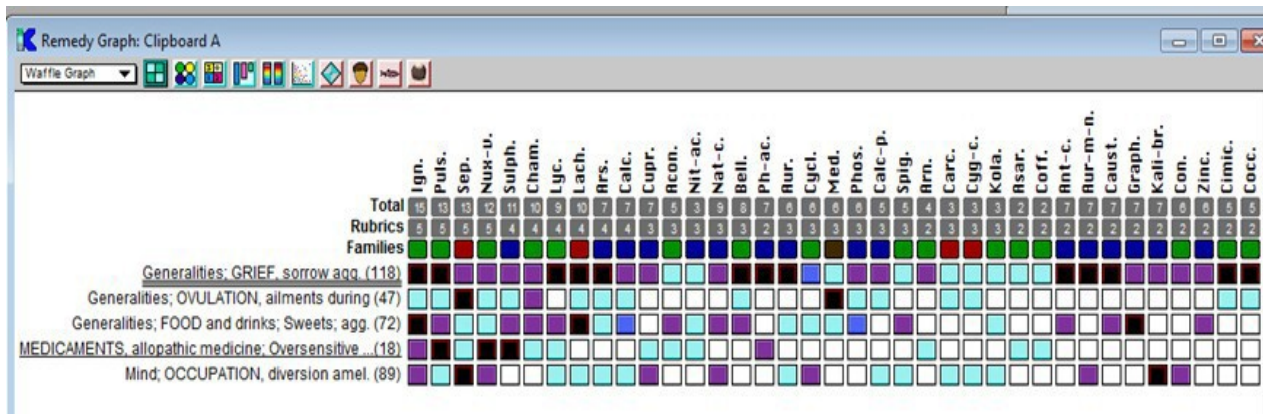 Remedy Graph: Clipboard A
Waffle Graph
Ign. Puls. Sep. Nux-v. Sulph. Cham. Lyc. Lach. Ars. Calc. Cupr. Acon. Nit-ac. Nat-c. Bell. Ph-ac. Aur. Cycl. Med. Phos. Calc-p. Spig. Arn. Carc. Cyg-c. Kola. Asar. Coff. Ant-c. Aur-m-n. Caust. Graph. Kali-br. Con. Zinc. Cimic. Cocc.
Total
Rubrics
Families
Generalities; GRIEF, sorrow agg. (118)
Generalities; OVULATION, ailments during (47)
Generalities; FOOD and drinks; Sweets; agg. (72)
MEDICAMENTS, allopathic medicine; Oversensitive ...(18)
Mind; OCCUPATION, diversion amel. (89)